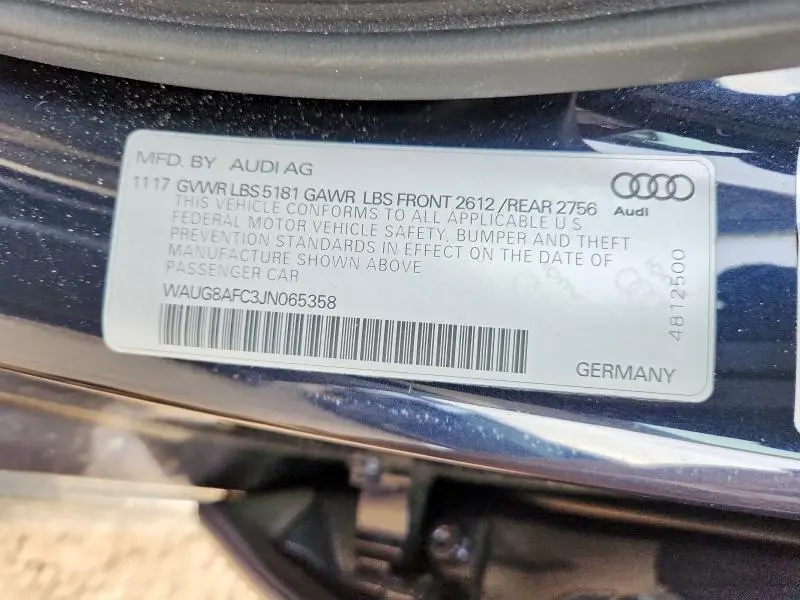 MFD. BY AUDI AG
11 17 GVWR LBS 5181 GAWR LBS FRONT 2612 / REAR 2756
THIS VEHICLE CONFORMS TO ALL APPLICABLE U S
FEDERAL MOTOR VEHICLE SAFETY, BUMPER AND THEFT
PREVENTION STANDARDS IN EFFECT ON THE DATE OF
MANUFACTURE SHOWN ABOVE
PASSENGER CAR
WAUG8AFC3JN065358
Audi
4812500
GERMANY